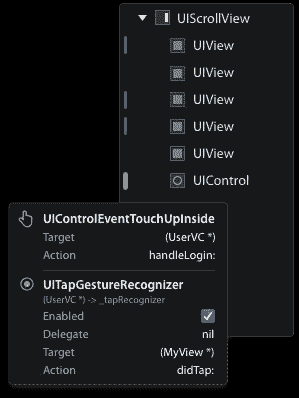 UIScrollView
UIView
UIView
UIView
UIView
UIView
UIControl
UIControlEventTouchUpInside
Target (UserVC *)
Action handleLogin:
UITapGestureRecognizer
(UserVC *) -> _tapRecognizer
Enabled
Delegate nil
Target (MyView *)
Action didTap: